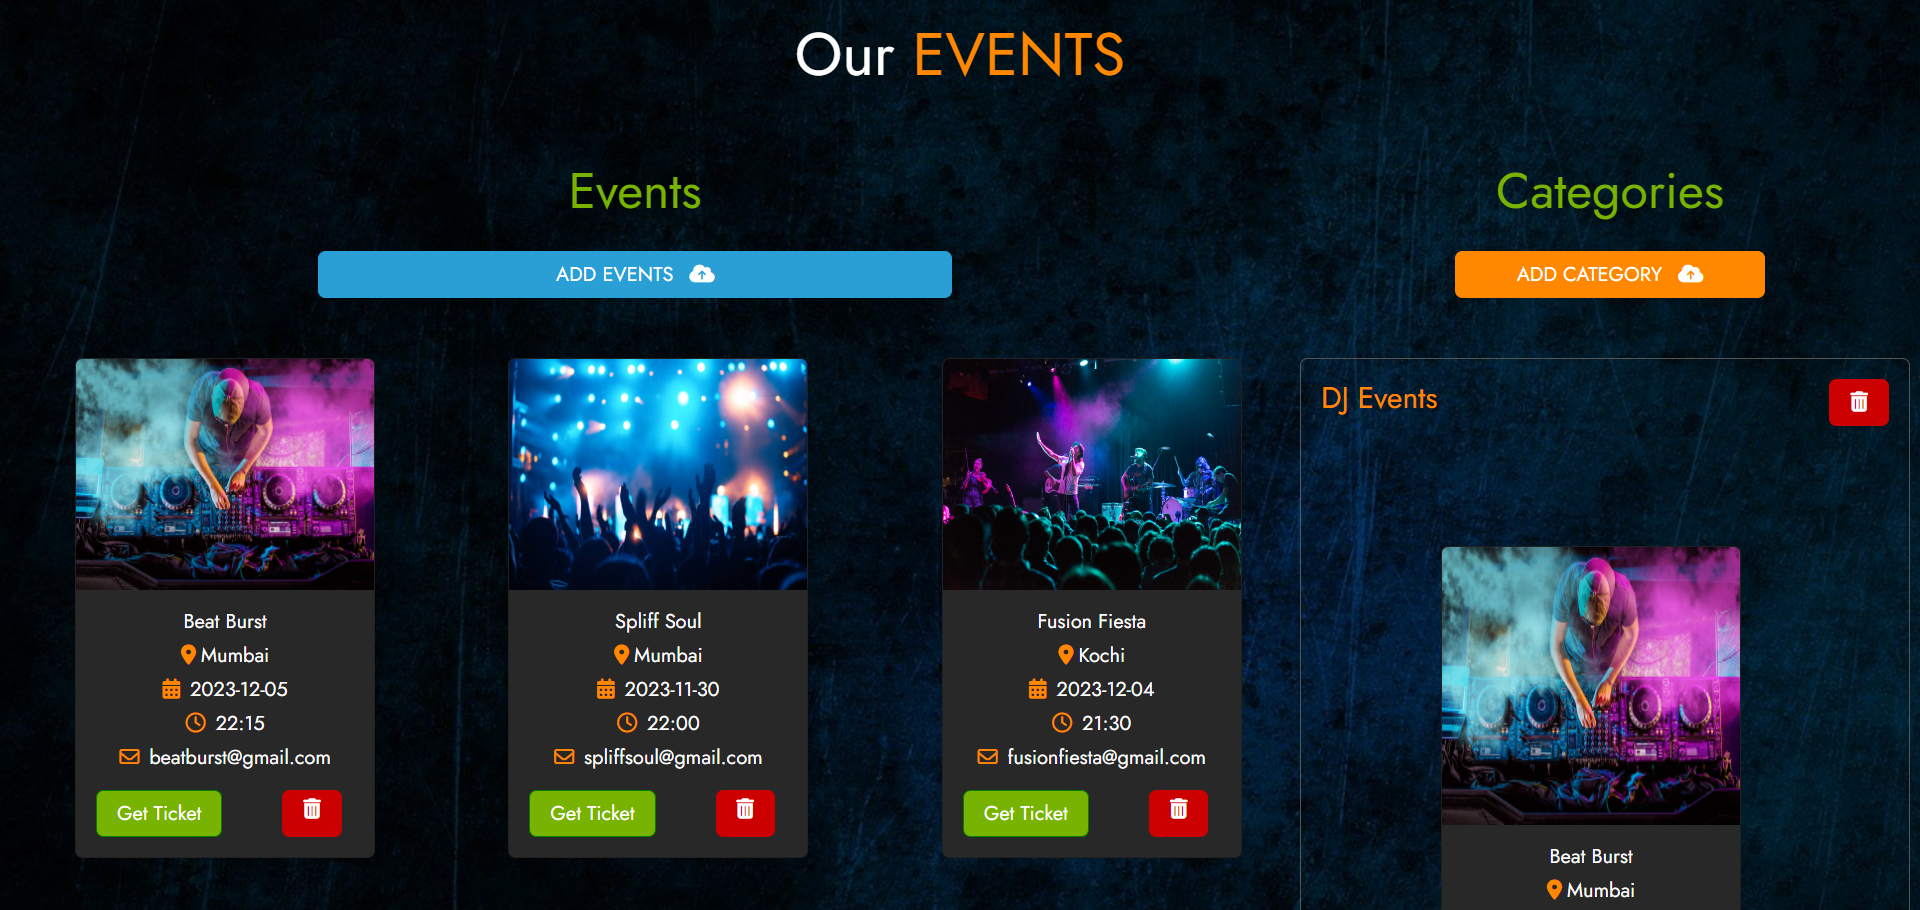 Our EVENTS
Events
ADD EVENTS
Beat Burst
Mumbai
2023-12-05
22:15
beatburst@gmail.com
Get Ticket
Spliff Soul
Mumbai
2023-11-30
22:00
spliffsoul@gmail.com
Get Ticket
Fusion Fiesta
Kochi
2023-12-04
21:30
fusionfiesta@gmail.com
Get Ticket
Categories
ADD CATEGORY
DJ Events
Beat Burst
Mumbai